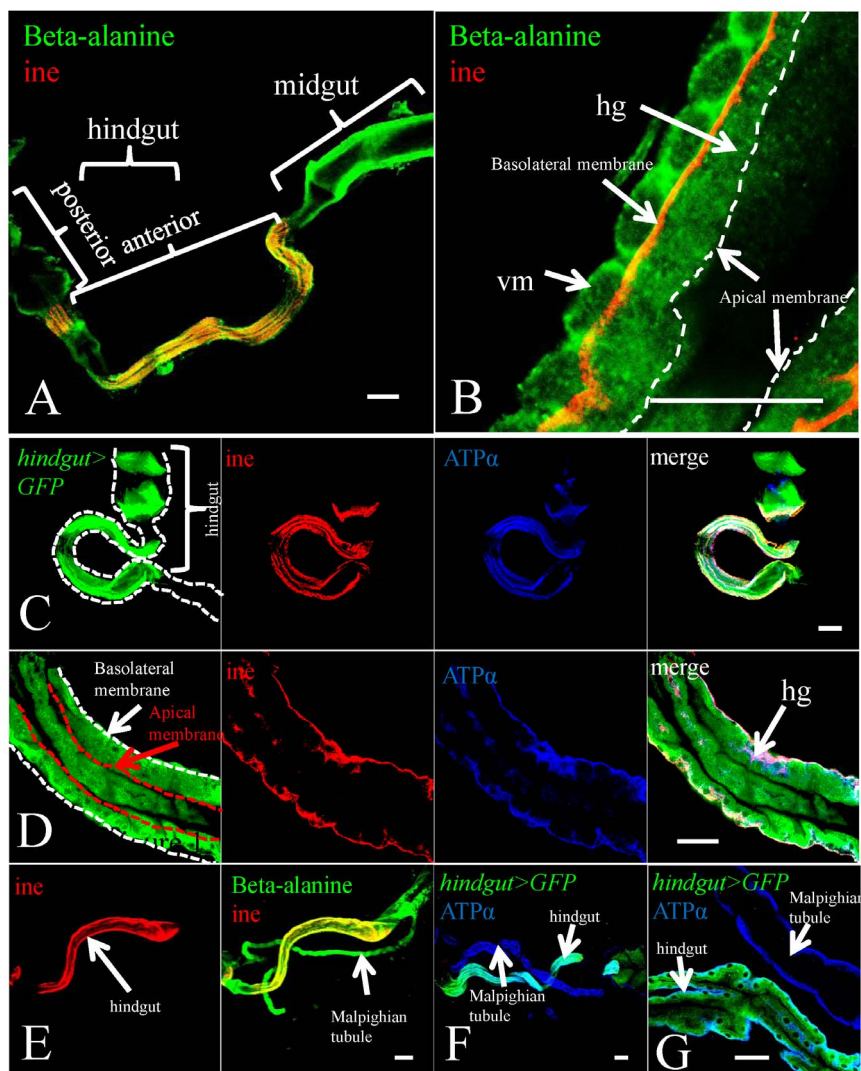 Beta-alanine
ine
midgut
hindgut
posterior
anterior
A
Beta-alanine
ine
hg
Basolateral
membrane
vm
Apical
membrane
B
hindgut>
GFP
hindgut
C
ine
ATPα
merge
Basolateral
membrane
Apical
membrane
D
ine
ATPα
merge
hg
ine
hindgut
E
Beta-alanine
ine
Malpighian
tubule
hindgut>GFP
ATPα
hindgut
Malpighian
tubule
F
hindgut>GFP
ATPα
Malpighian
tubule
hindgut
G